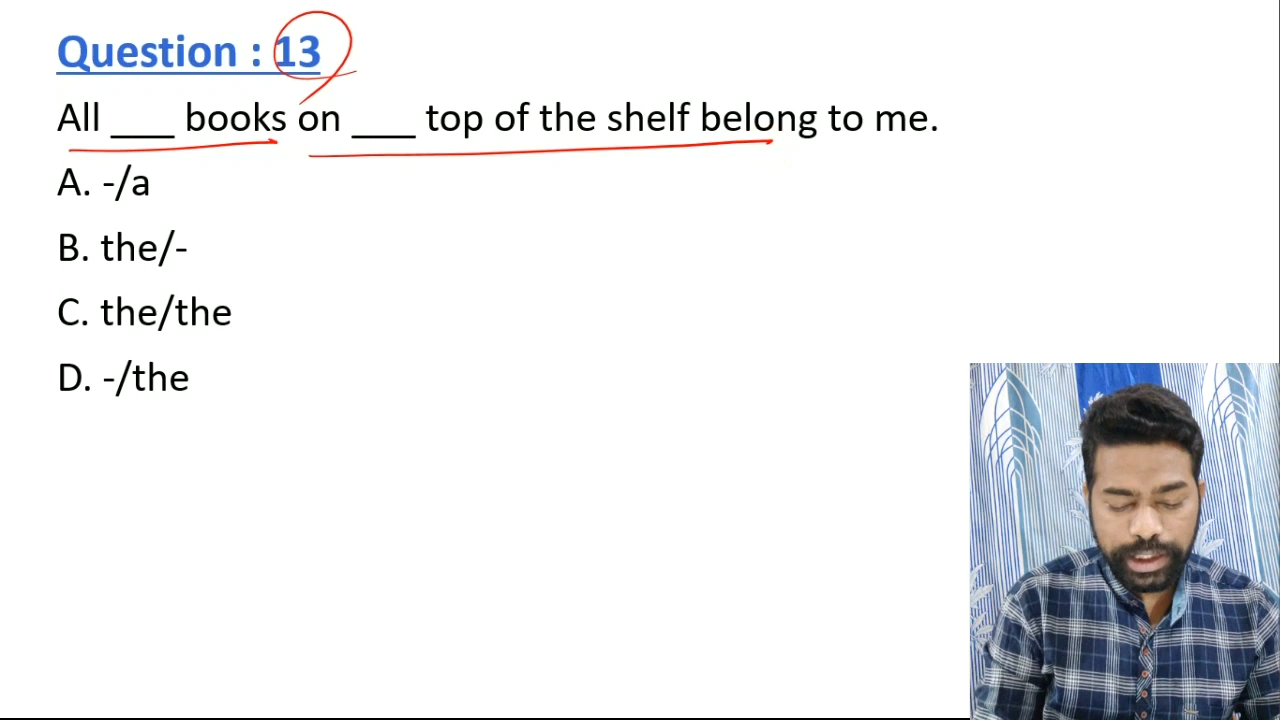 Question : 13
All ___ books on ___ top of the shelf belong to me.
A. -/a
B. the/-
C. the/the
D. -/the